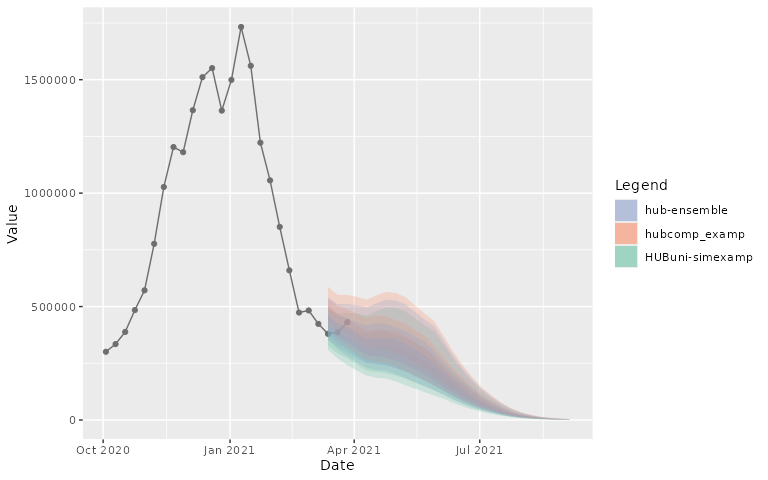 1500000
1000000
500000
0
Value
Oct 2020
Jan 2021
Apr 2021
Jul 2021
Date
Legend
hub-ensemble
hubcomp_examp
HUBuni-simexamp